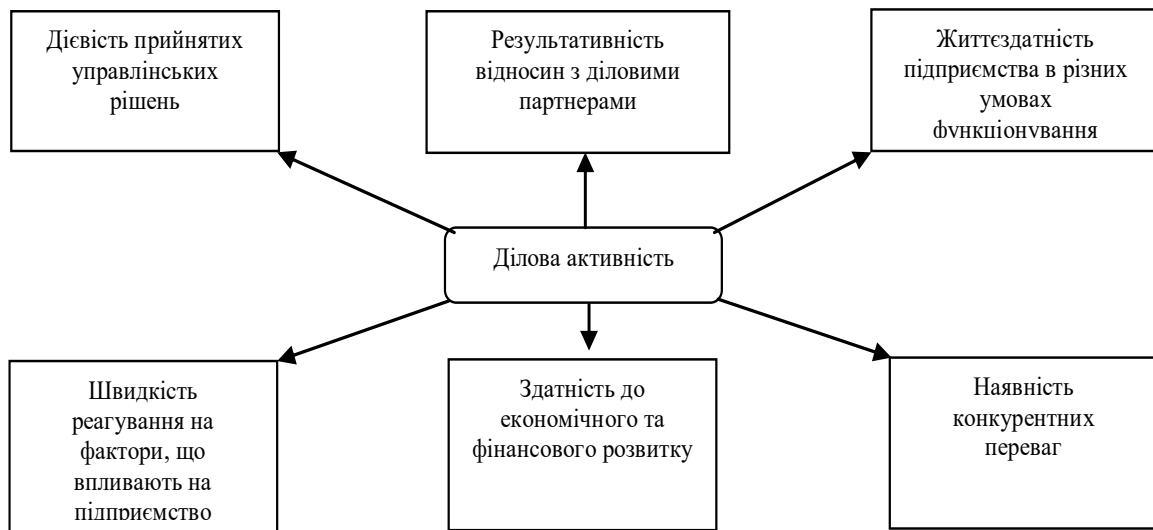 Дієвість прийнятих
управлінських
рішень
Результативність
відносин з діловими
партнерами
Життєздатність
підприємства в різних
умовах
функціонування
Ділова активність
Швидкість
реагування на
фактори, що
впливають на
підприємство
Здатність до
економічного та
фінансового розвитку
Наявність
конкурентних
переваг